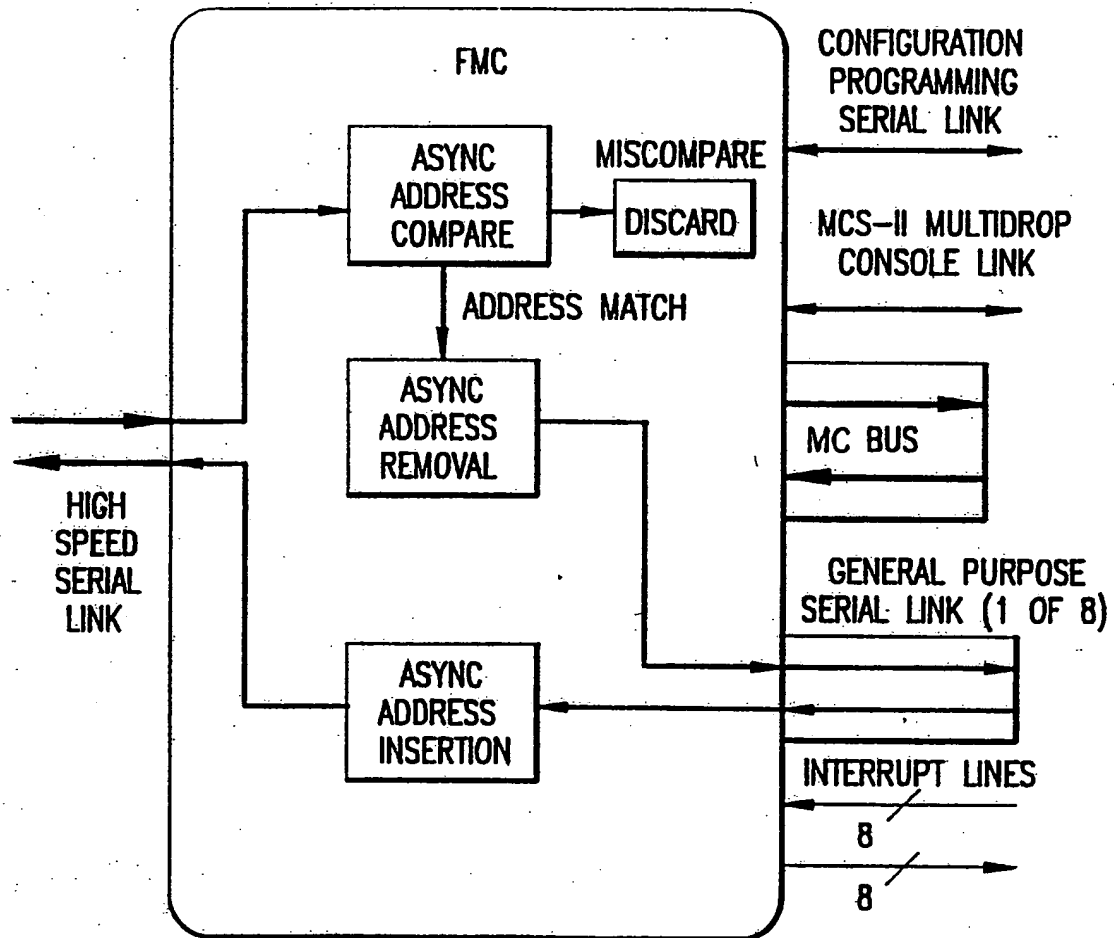 FMC
CONFIGURATION
PROGRAMMING
SERIAL LINK
ASYNC
ADDRESS
COMPARE
MISCOMPARE
DISCARD
MCS-II MULTIDROP
CONSOLE LINK
ADDRESS MATCH
ASYNC
ADDRESS
REMOVAL
MC BUS
HIGH
SPEED
SERIAL
LINK
GENERAL PURPOSE
SERIAL LINK (1 OF 8)
ASYNC
ADDRESS
INSERTION
INTERRUPT LINES
8
8